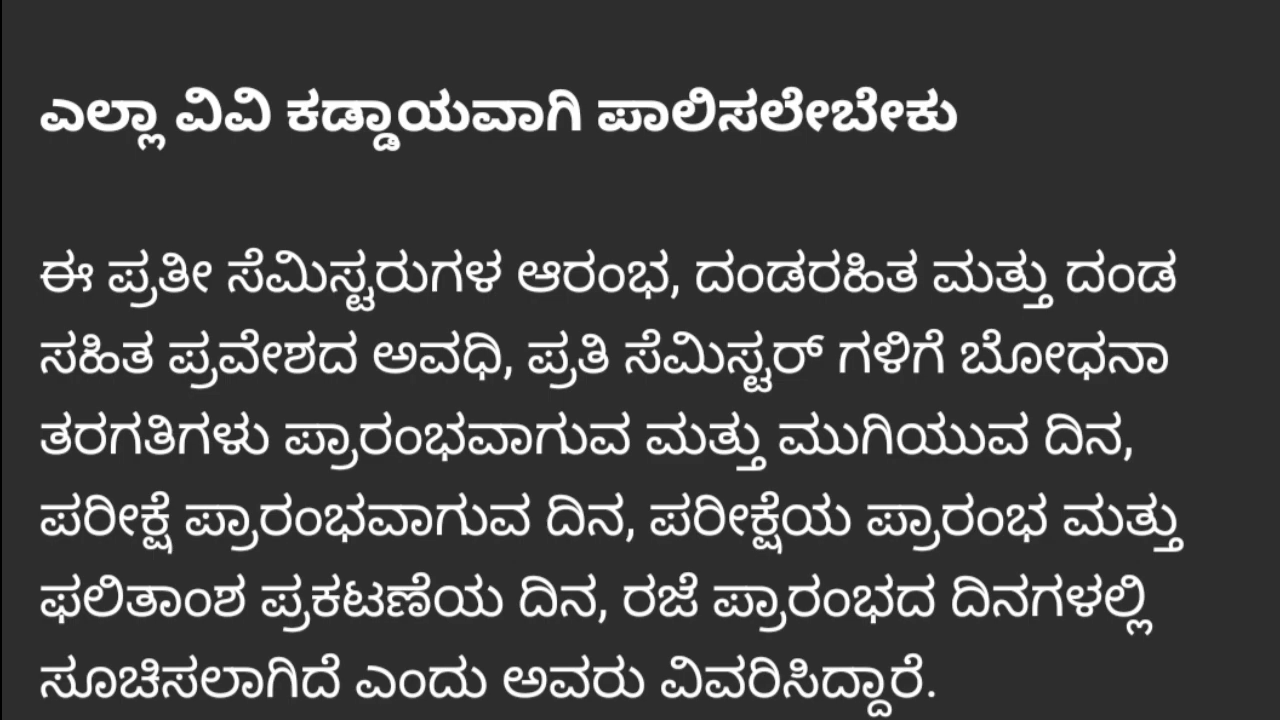 ಎಲ್ಲಾ ವಿವಿ ಕಡ್ಡಾಯವಾಗಿ ಪಾಲಿಸಲೇಬೇಕು
ಈ ಪ್ರತೀ ಸೆಮಿಸ್ಟರುಗಳ ಆರಂಭ, ದಂಡರಹಿತ ಮತ್ತು ದಂಡ
ಸಹಿತ ಪ್ರವೇಶದ ಅವಧಿ, ಪ್ರತಿ ಸೆಮಿಸ್ಟರ್ ಗಳಿಗೆ ಬೋಧನಾ
ತರಗತಿಗಳು ಪ್ರಾರಂಭವಾಗುವ ಮತ್ತು ಮುಗಿಯುವ ದಿನ,
ಪರೀಕ್ಷೆ ಪ್ರಾರಂಭವಾಗುವ ದಿನ, ಪರೀಕ್ಷೆಯ ಪ್ರಾರಂಭ ಮತ್ತು
ಫಲಿತಾಂಶ ಪ್ರಕಟಣೆಯ ದಿನ, ರಜೆ ಪ್ರಾರಂಭದ ದಿನಗಳಲ್ಲಿ
ಸೂಚಿಸಲಾಗಿದೆ ಎಂದು ಅವರು ವಿವರಿಸಿದ್ದಾರೆ.